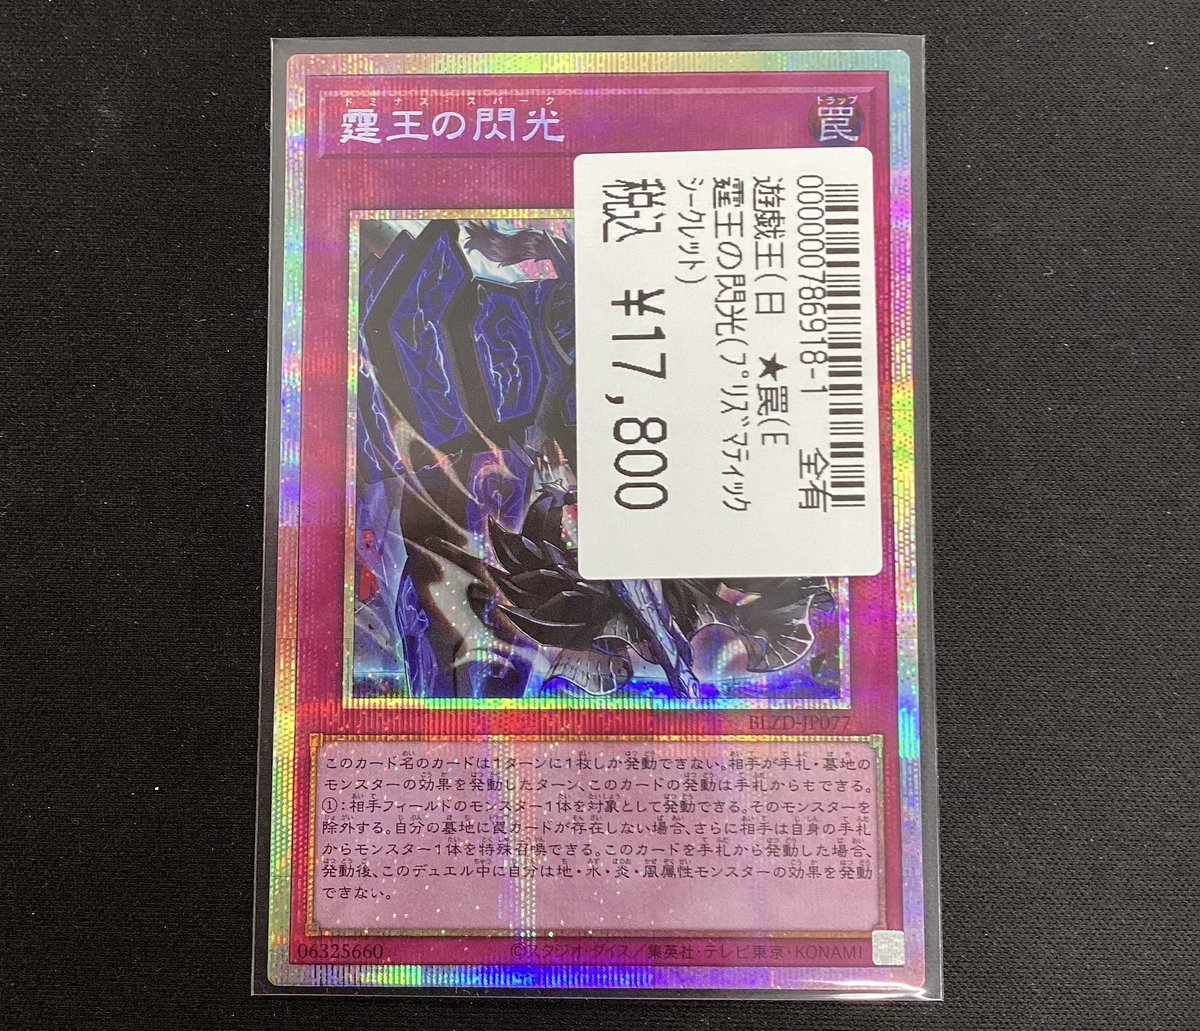 ドミナス・スパーク
霆王の閃光
トラップ
罠
0000000786918-1 全有
遊戯王(日 ★罠(E
霆王の閃光(ﾌﾟﾘｽﾞﾏﾃｨｯｸ
ｼｰｸﾚｯﾄ)
税込 ¥17,800
BLZD-JP077
このカード名のカードは1ターンに1枚しか発動できない。相手が手札・墓地の
モンスターの効果を発動したターン、このカードの発動は手札からもできる。
①:相手フィールドのモンスター1体を対象として発動できる。そのモンスターを
除外する。自分の墓地に罠カードが存在しない場合、さらに相手は自身の手札
からモンスター1体を特殊召喚できる。このカードを手札から発動した場合、
発動後、このデュエル中に自分は地・水・炎・風属性モンスターの効果を発動
できない。
06325660 ©スタジオ・ダイス/集英社・テレビ東京・KONAMI